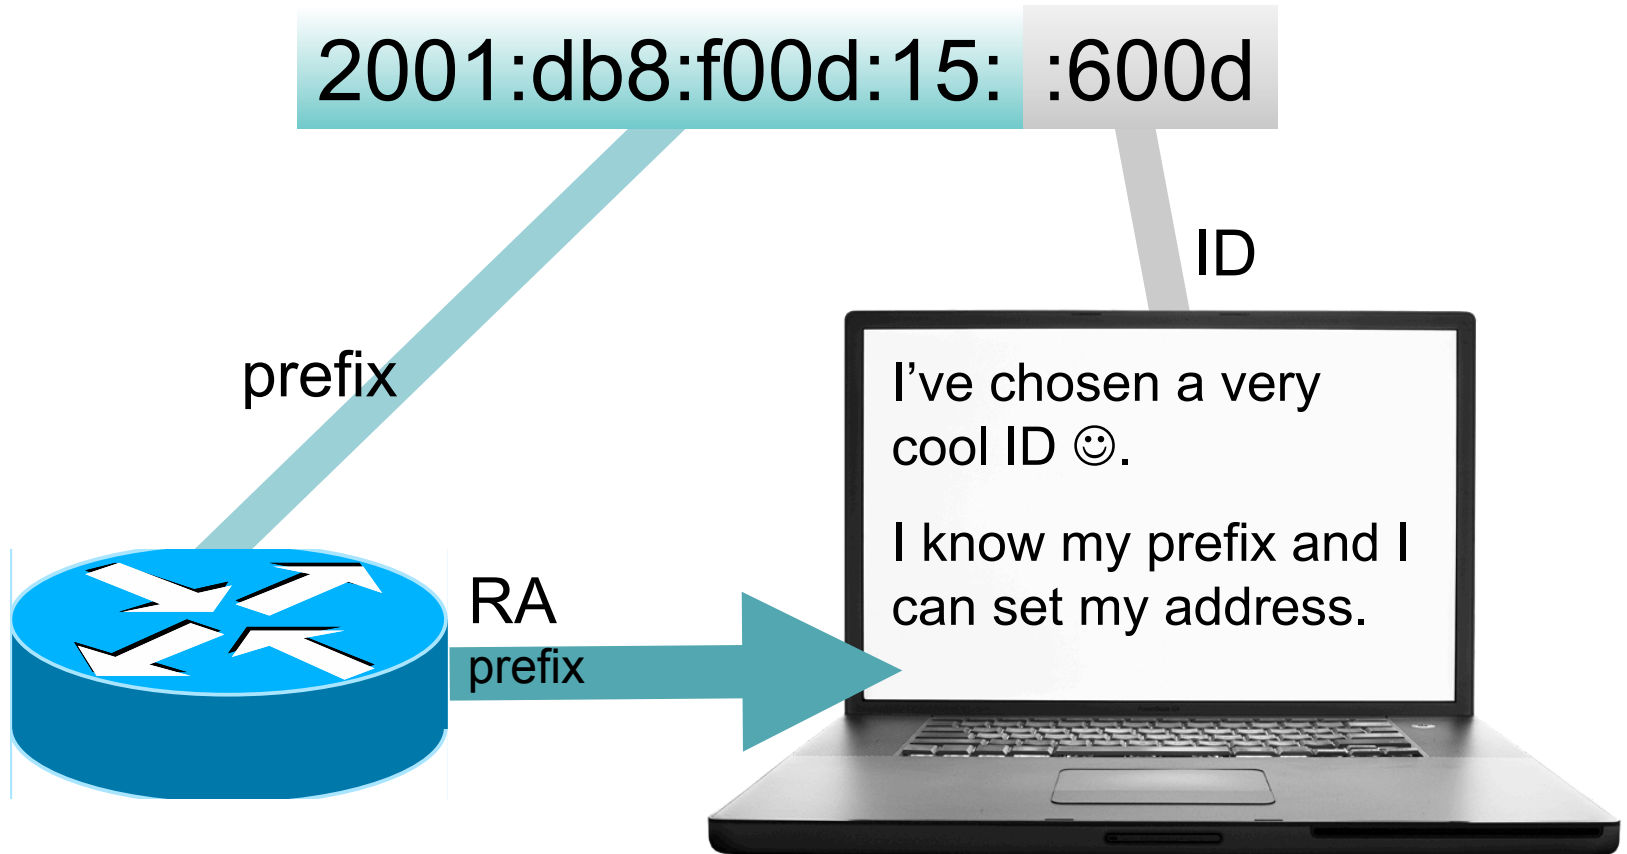 2001:db8:f00d:15: :600d
ID
prefix
I've chosen a very
cool ID ☺.
I know my prefix and I
can set my address.
RA
prefix